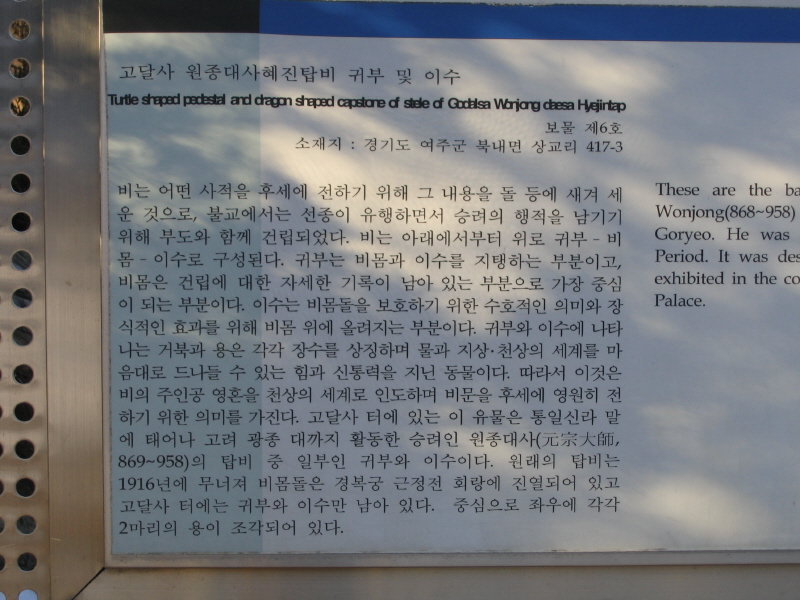 고달사 원종대사혜진탑비 귀부 및 이수
Turtle shaped pedestal and dragon shaped capstone of stele of Godalsa Wonjong daesa Hyejintap
보물 제6호
소재지 : 경기도 여주군 북내면 상교리 417-3
비는 어떤 사적을 후세에 전하기 위해 그 내용을 돌 등에 새겨 세
운 것으로, 불교에서는 선종이 유행하면서 승려의 행적을 남기기
위해 부도와 함께 건립되었다. 비는 아래에서부터 위로 귀부 - 비
몸 - 이수로 구성된다. 귀부는 비몸과 이수를 지탱하는 부분이고,
비몸은 건립에 대한 자세한 기록이 남아 있는 부분으로 가장 중심
이 되는 부분이다. 이수는 비몸돌을 보호하기 위한 수호적인 의미와 장
식적인 효과를 위해 비몸 위에 올려지는 부분이다. 귀부와 이수에 나타
나는 거북과 용은 각각 장수를 상징하며 물과 지상·천상의 세계를 마
음대로 드나들 수 있는 힘과 신통력을 지닌 동물이다. 따라서 이것은
비의 주인공 영혼을 천상의 세계로 인도하며 비문을 후세에 영원히 전
하기 위한 의미를 가진다. 고달사 터에 있는 이 유물은 통일신라 말
에 태어나 고려 광종 대까지 활동한 승려인 원종대사(元宗大師,
869~958)의 탑비 중 일부인 귀부와 이수이다. 원래의 탑비는
1916년에 무너져 비몸돌은 경복궁 근정전 회랑에 진열되어 있고
고달사 터에는 귀부와 이수만 남아 있다. 중심으로 좌우에 각각
2마리의 용이 조각되어 있다.
These are the ba
Wonjong(868~958)
Goryeo. He was
Period. It was des
exhibited in the co
Palace.